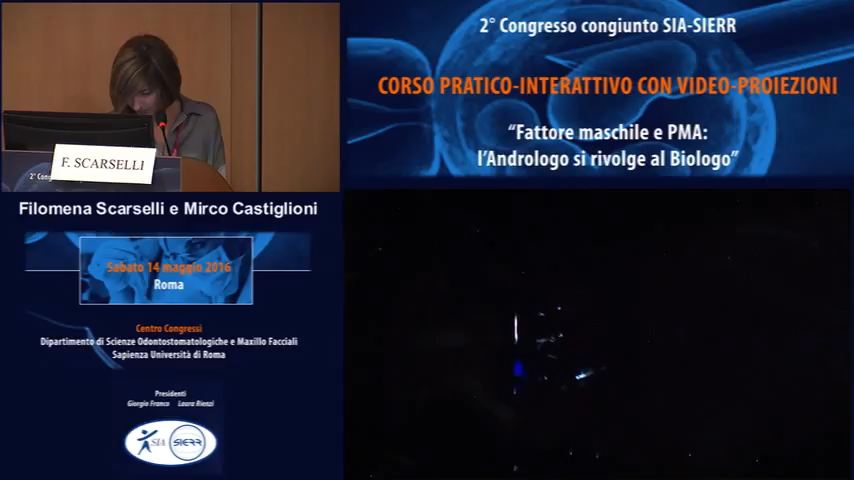 F. SCARSELLI
2° Cong
Filomena Scarselli e Mirco Castiglioni
Sabato 14 maggio 2016
Roma
Centro Congressi
Dipartimento di Scienze Odontostomatologiche e Maxillo Facciali
Sapienza Università di Roma
Presidenti
Giorgio Franco Laura Rienzi
SIA SIERR
2° Congresso congiunto SIA-SIERR
CORSO PRATICO-INTERATTIVO CON VIDEO-PROIEZIONI
“Fattore maschile e PMA:
l’Andrologo si rivolge al Biologo”